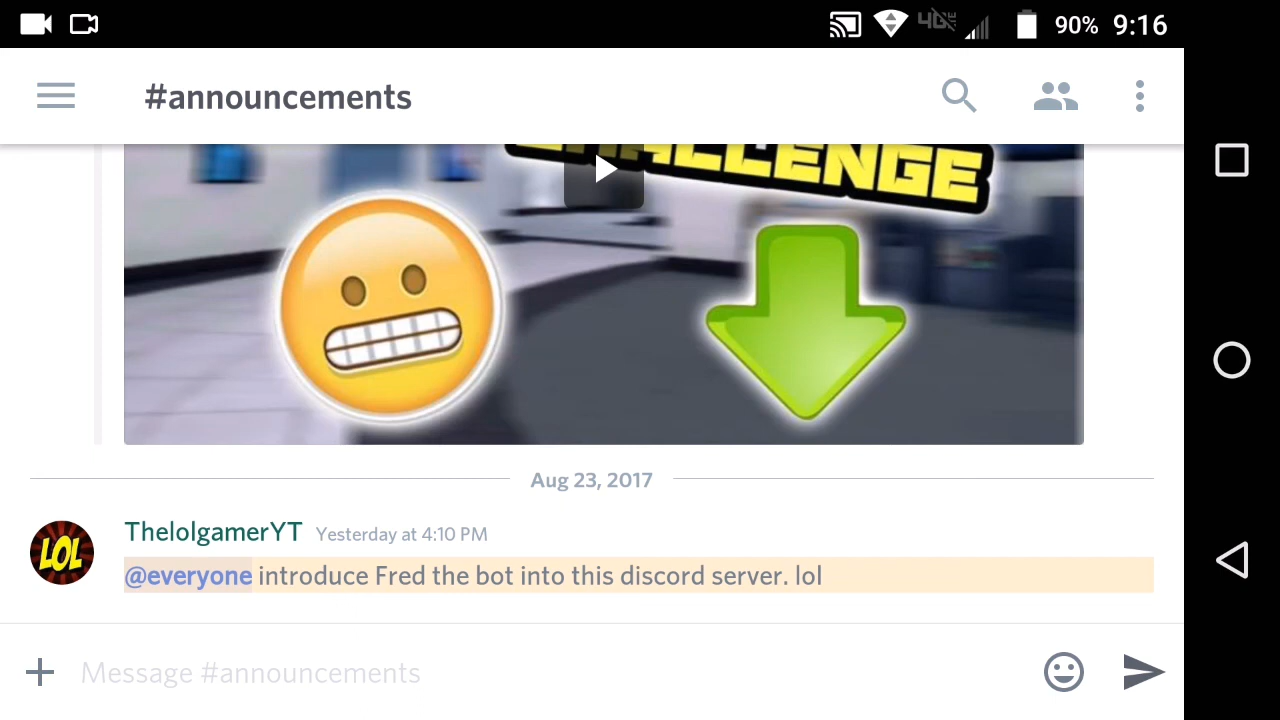 90% 9:16
#announcements
CHALLENGE
Aug 23, 2017
ThelolgamerYT Yesterday at 4:10 PM
LOL
@everyone introduce Fred the bot into this discord server. lol
Message #announcements